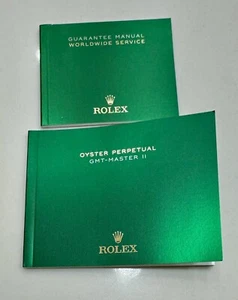 GUARANTEE MANUAL
WORLDWIDE SERVICE
ROLEX
OYSTER PERPETUAL
GMT-MASTER II
ROLEX